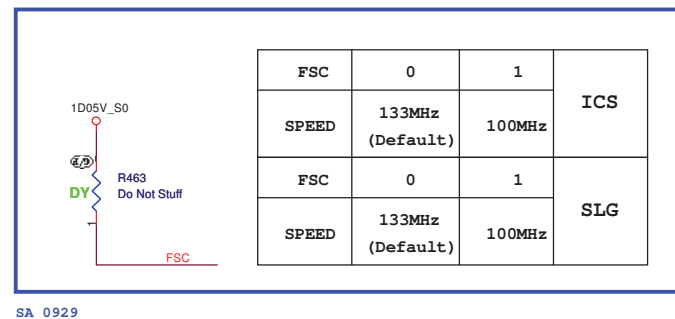 1D05V_S0
R463
DY
Do Not Stuff
1
FSC
FSC 0 1
ICS
SPEED 133MHz (Default) 100MHz
FSC 0 1
SLG
SPEED 133MHz (Default) 100MHz
SA 0929